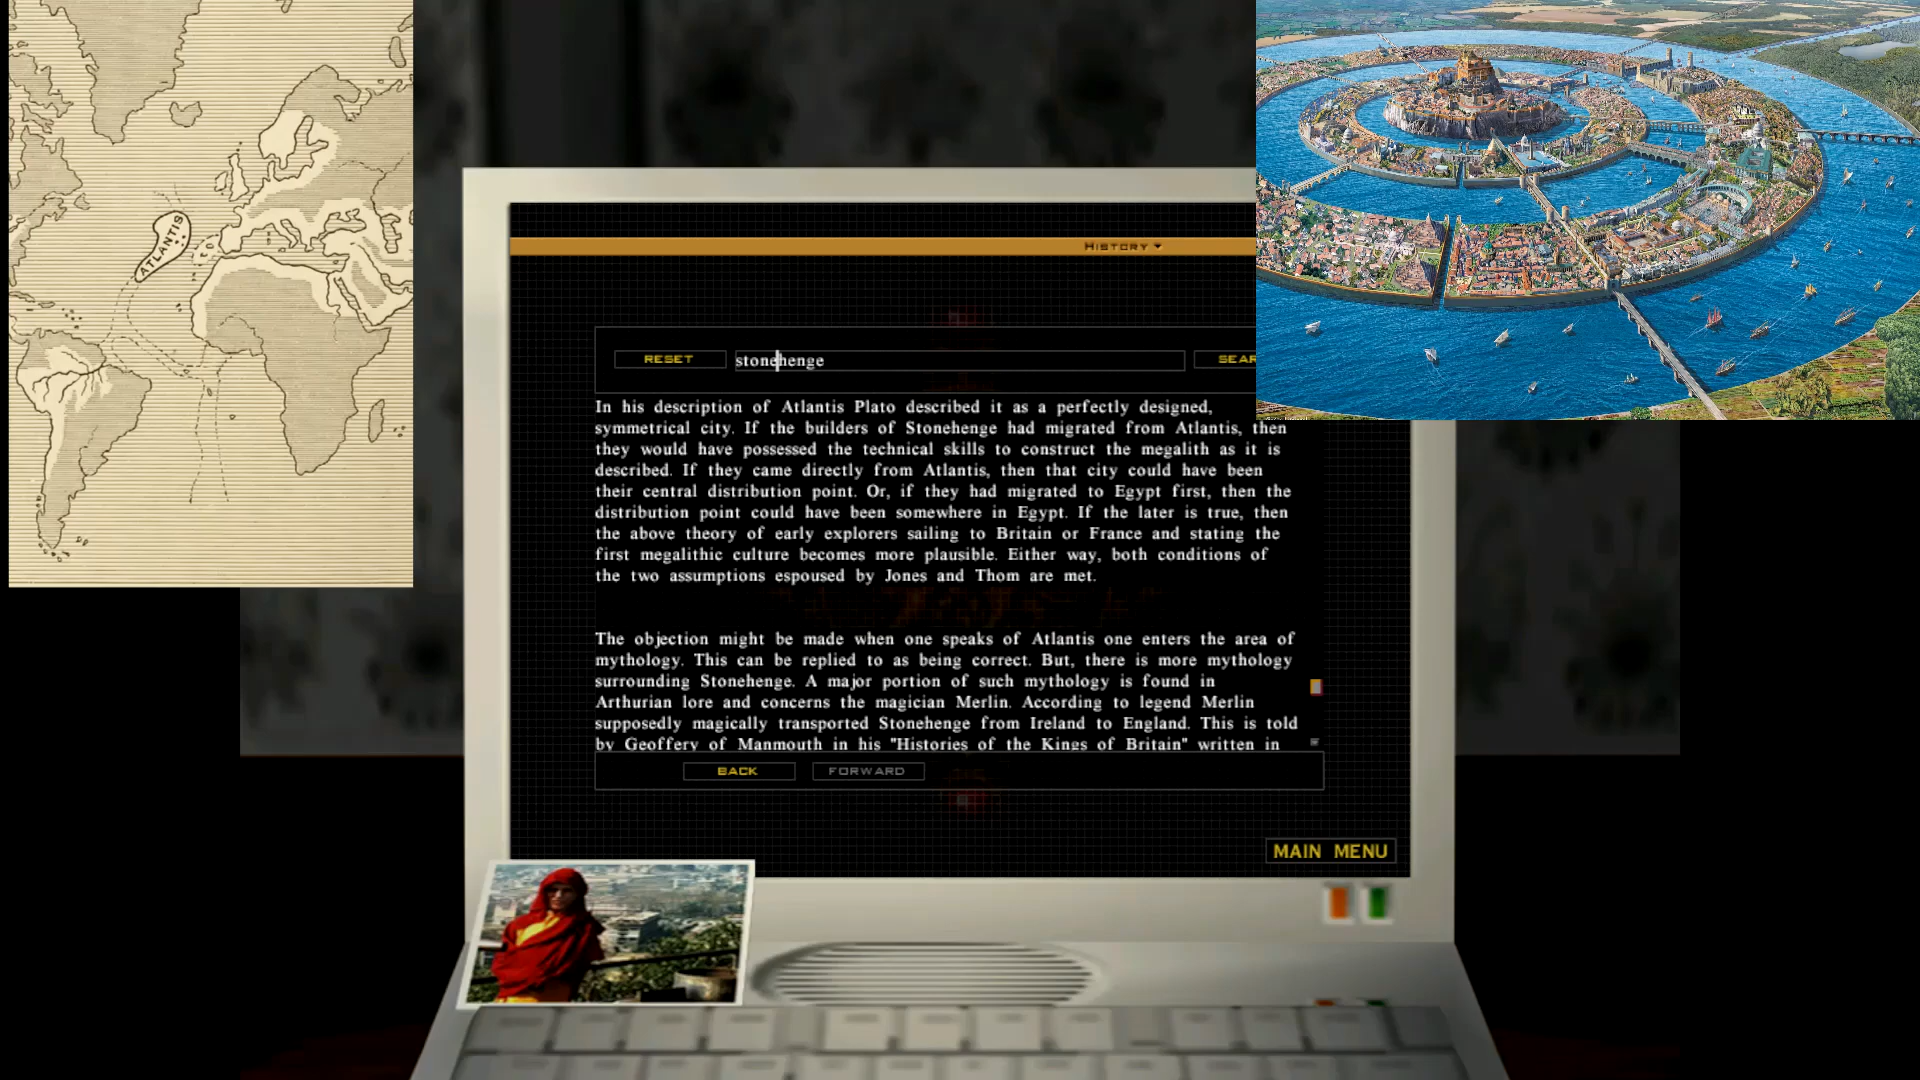 ATLANTIS
HISTORY
RESET
stonehenge
SEAR
In his description of Atlantis Plato described it as a perfectly designed,
symmetrical city. If the builders of Stonehenge had migrated from Atlantis, then
they would have possessed the technical skills to construct the megalith as it is
described. If they came directly from Atlantis, then that city could have been
their central distribution point. Or, if they had migrated to Egypt first, then the
distribution point could have been somewhere in Egypt. If the later is true, then
the above theory of early explorers sailing to Britain or France and stating the
first megalithic culture becomes more plausible. Either way, both conditions of
the two assumptions espoused by Jones and Thom are met.
The objection might be made when one speaks of Atlantis one enters the area of
mythology. This can be replied to as being correct. But, there is more mythology
surrounding Stonehenge. A major portion of such mythology is found in
Arthurian lore and concerns the magician Merlin. According to legend Merlin
supposedly magically transported Stonehenge from Ireland to England. This is told
by Geoffery of Manmouth in his "Histories of the Kings of Britain" written in
BACK
FORWARD
MAIN MENU